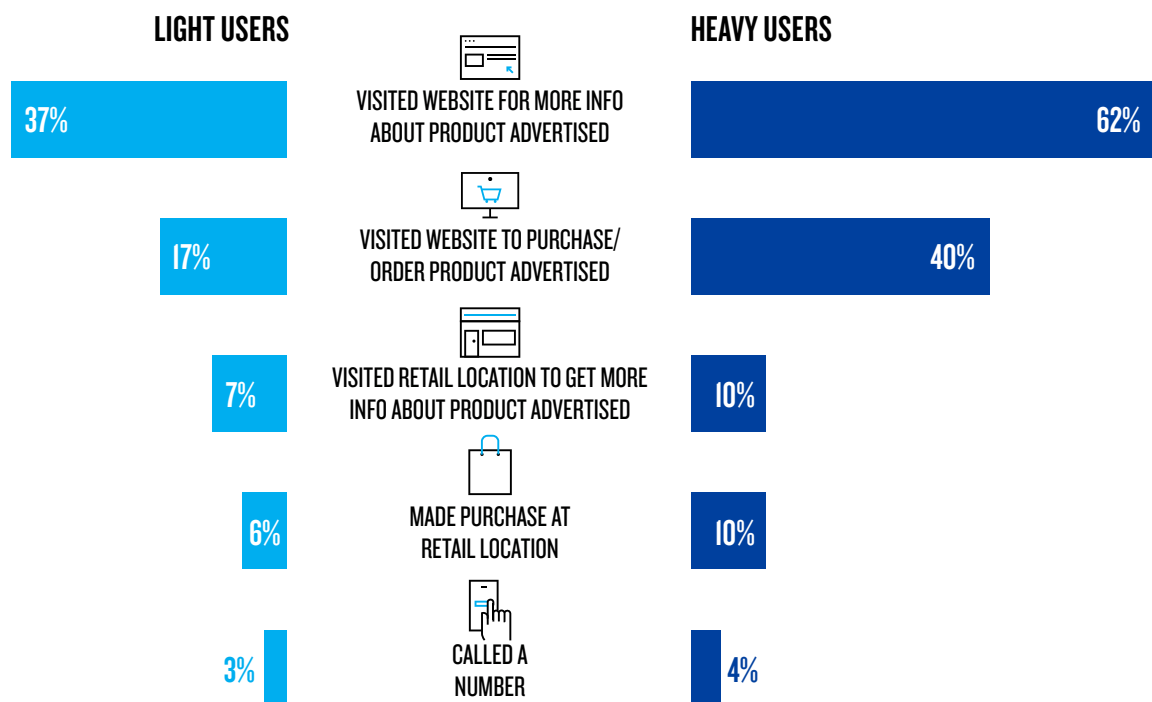 LIGHT USERS
HEAVY USERS
37%
VISITED WEBSITE FOR MORE INFO
ABOUT PRODUCT ADVERTISED
62%
17%
VISITED WEBSITE TO PURCHASE/
ORDER PRODUCT ADVERTISED
40%
7%
VISITED RETAIL LOCATION TO GET MORE
INFO ABOUT PRODUCT ADVERTISED
10%
6%
MADE PURCHASE AT
RETAIL LOCATION
10%
3%
CALLED A
NUMBER
4%